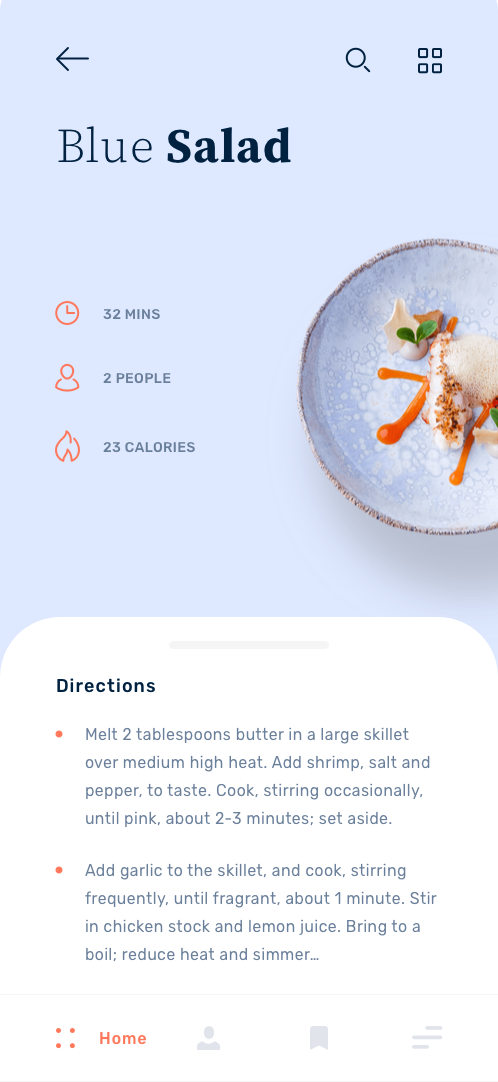 Blue Salad
32 MINS
2 PEOPLE
23 CALORIES
Directions
Melt 2 tablespoons butter in a large skillet
over medium high heat. Add shrimp, salt and
pepper, to taste. Cook, stirring occasionally,
until pink, about 2-3 minutes; set aside.
Add garlic to the skillet, and cook, stirring
frequently, until fragrant, about 1 minute. Stir
in chicken stock and lemon juice. Bring to a
boil; reduce heat and simmer…
Home